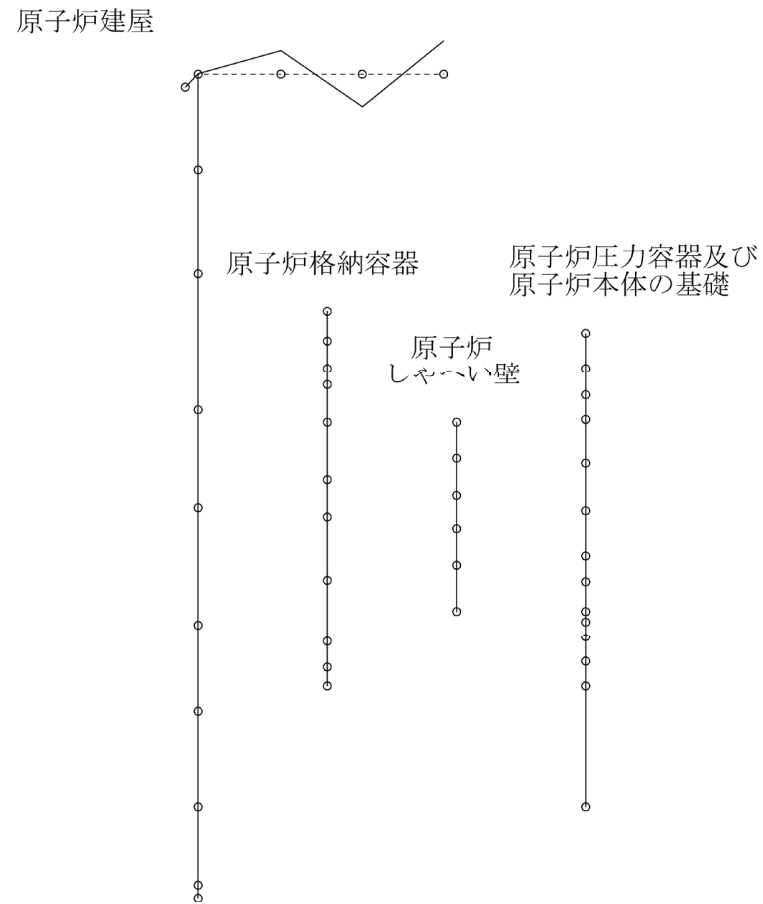 原子炉建屋
原子炉格納容器
原子炉圧力容器及び
原子炉本体の基礎
原子炉
しゃへい壁